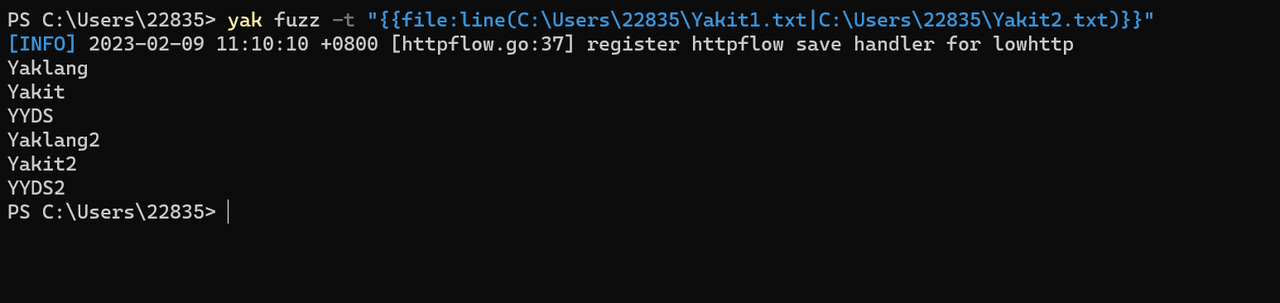 PS C:\Users\22835> yak fuzz -t "{{file:line(C:\Users\22835\Yakit1.txt|C:\Users\22835\Yakit2.txt)}}"
[INFO] 2023-02-09 11:10:10 +0800 [httpflow.go:37] register httpflow save handler for lowhttp
Yaklang
Yakit
YYDS
Yaklang2
Yakit2
YYDS2
PS C:\Users\22835>